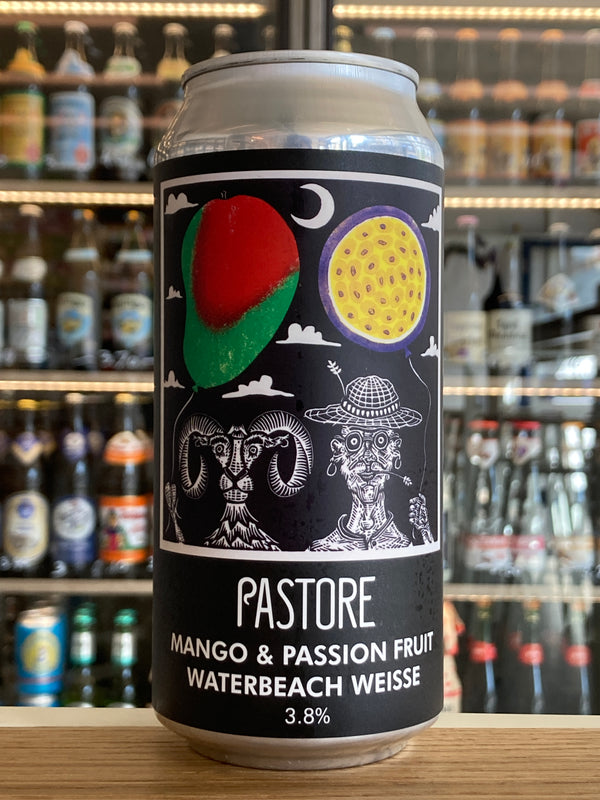 PASTORE
MANGO & PASSION FRUIT
WATERBEACH WEISSE
3.8%